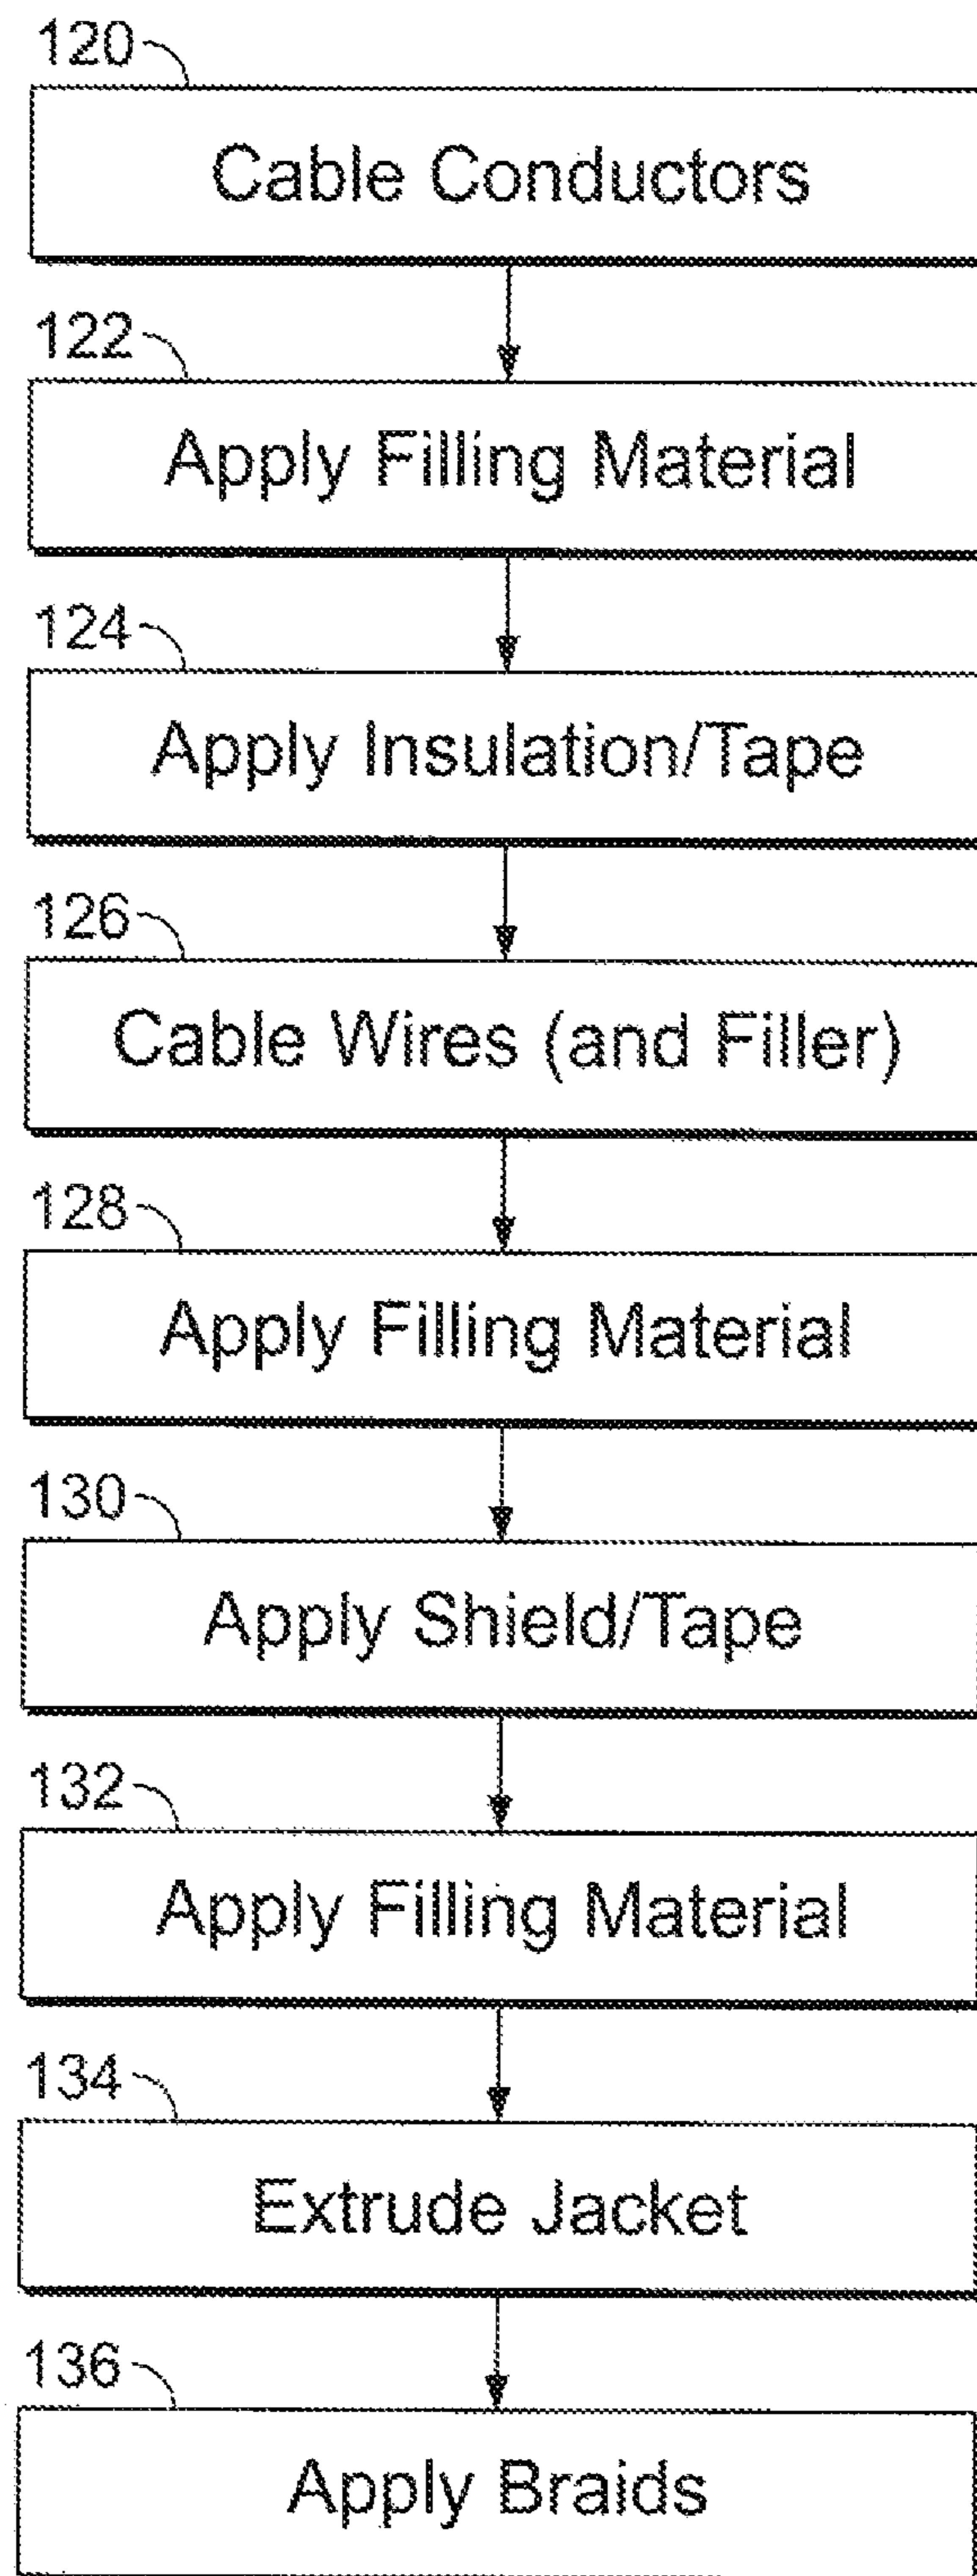 120
Cable Conductors
122
Apply Filling Material
124
Apply Insulation/Tape
126
Cable Wires (and Filler)
128
Apply Filling Material
130
Apply Shield/Tape
132
Apply Filling Material
134
Extrude Jacket
136
Apply Braids